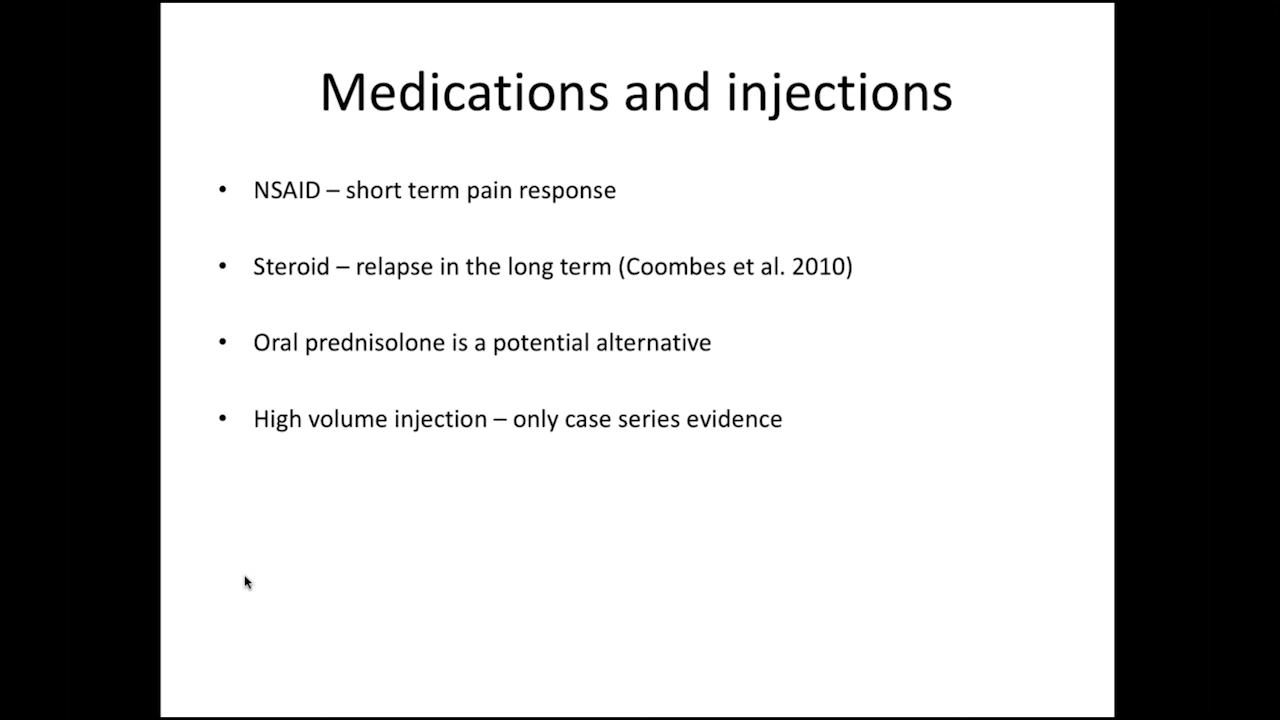 Medications and injections
• NSAID – short term pain response
• Steroid – relapse in the long term (Coombes et al. 2010)
• Oral prednisolone is a potential alternative
• High volume injection – only case series evidence